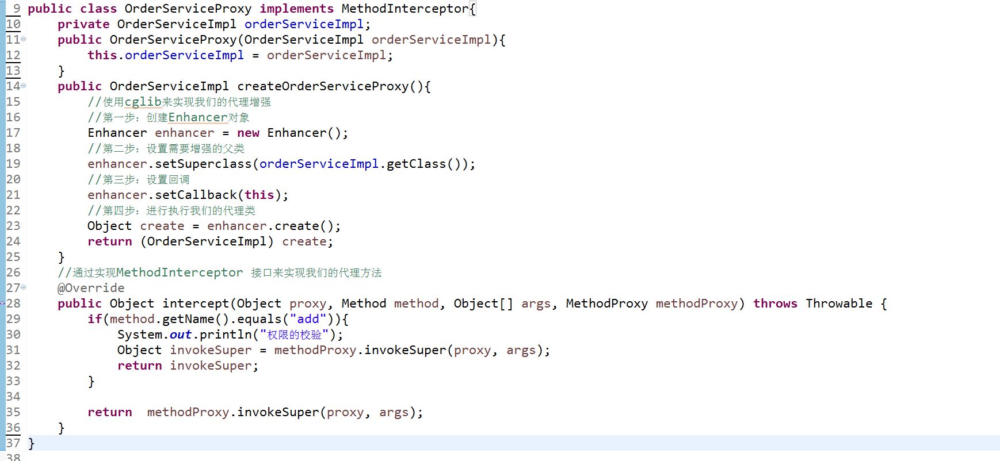 9 public class OrderServiceProxy implements MethodInterceptor{
10     private OrderServiceImpl orderServiceImpl;
11     public OrderServiceProxy(OrderServiceImpl orderServiceImpl){
12         this.orderServiceImpl = orderServiceImpl;
13     }
14     public OrderServiceImpl createOrderServiceProxy(){
15         //使用cglib来实现我们的代理增强
16         //第一步：创建Enhancer对象
17         Enhancer enhancer = new Enhancer();
18         //第二步：设置需要增强的父类
19         enhancer.setSuperclass(orderServiceImpl.getClass());
20         //第三步：设置回调
21         enhancer.setCallback(this);
22         //第四步：进行执行我们的代理类
23         Object create = enhancer.create();
24         return (OrderServiceImpl) create;
25     }
26     //通过实现MethodInterceptor 接口来实现我们的代理方法
27     @Override
28     public Object intercept(Object proxy, Method method, Object[] args, MethodProxy methodProxy) throws Throwable {
29         if(method.getName().equals("add")){
30             System.out.println("权限的校验");
31             Object invokeSuper = methodProxy.invokeSuper(proxy, args);
32             return invokeSuper;
33         }
34
35         return  methodProxy.invokeSuper(proxy, args);
36     }
37 }
38